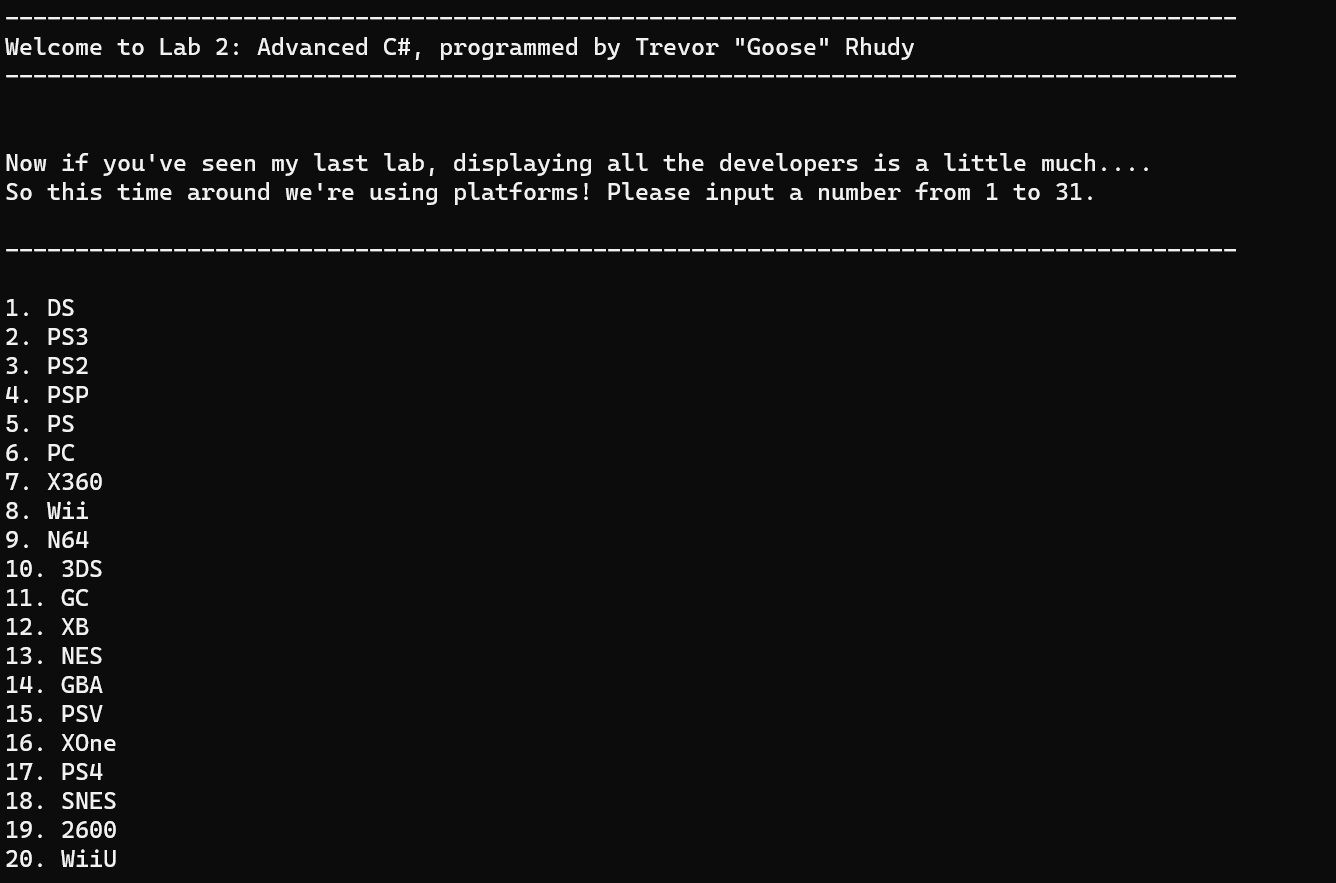 ----------------------------------------------------------------------------------------
Welcome to Lab 2: Advanced C#, programmed by Trevor "Goose" Rhudy
----------------------------------------------------------------------------------------
Now if you've seen my last lab, displaying all the developers is a little much....
So this time around we're using platforms! Please input a number from 1 to 31.
----------------------------------------------------------------------------------------
1. DS
2. PS3
3. PS2
4. PSP
5. PS
6. PC
7. X360
8. Wii
9. N64
10. 3DS
11. GC
12. XB
13. NES
14. GBA
15. PSV
16. XOne
17. PS4
18. SNES
19. 2600
20. WiiU